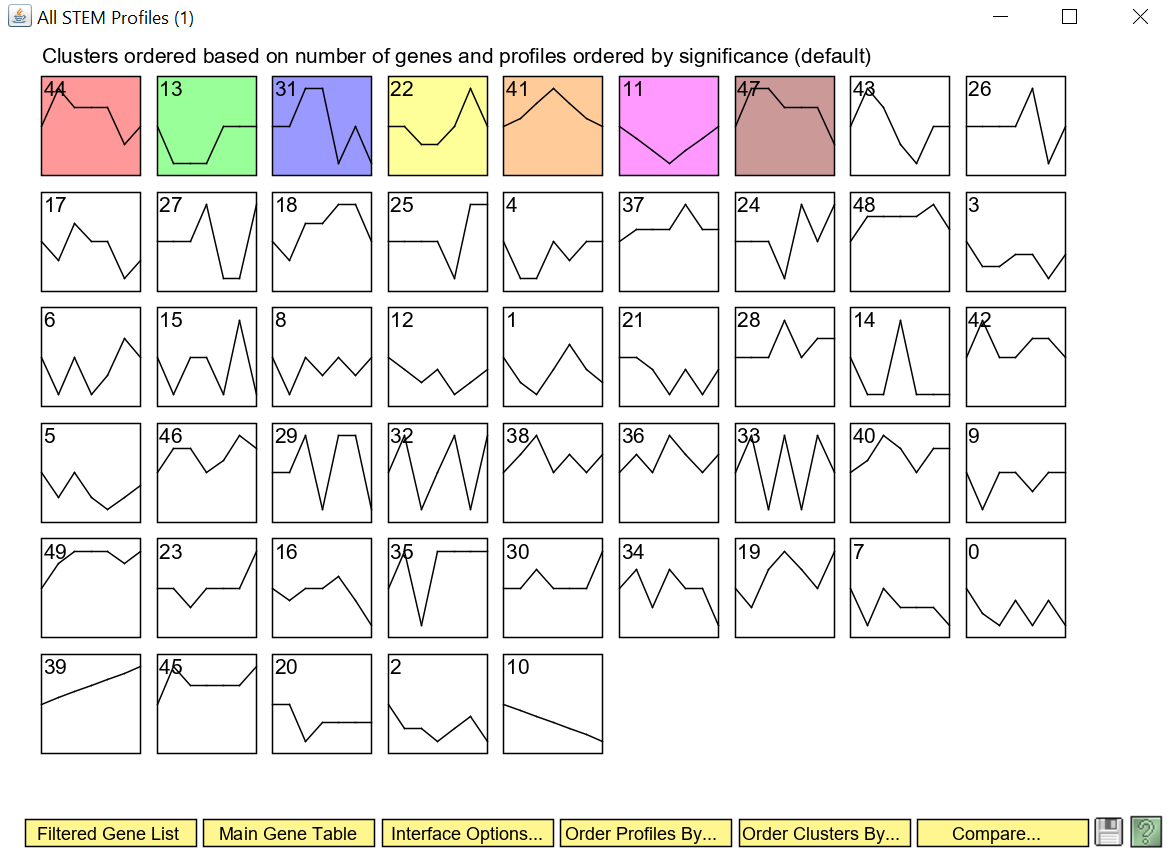 All STEM Profiles (1)
Clusters ordered based on number of genes and profiles ordered by significance (default)
44 13 31 22 41 11 47 43 26
17 27 18 25 4 37 24 48 3
6 15 8 12 1 21 28 14 42
5 46 29 32 38 36 33 40 9
49 23 16 35 30 34 19 7 0
39 45 20 2 10
Filtered Gene List Main Gene Table Interface Options... Order Profiles By... Order Clusters By... Compare... ?